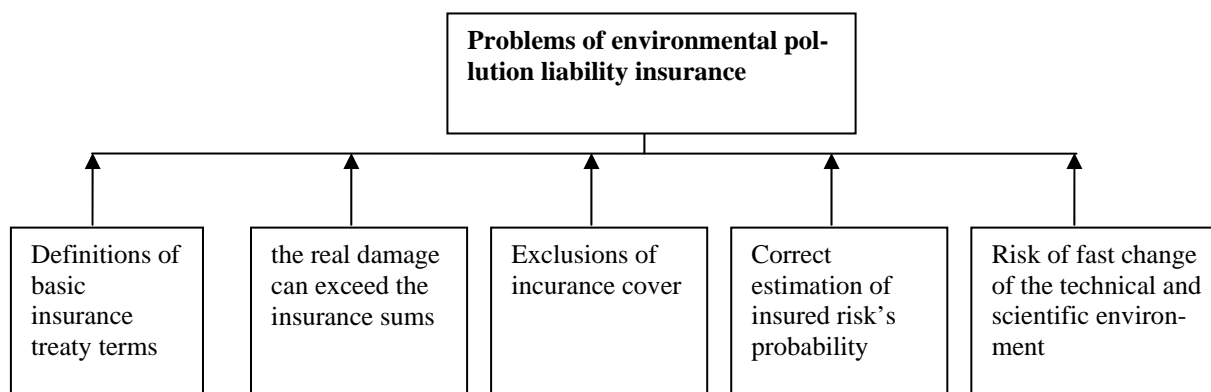 Problems of environmental pol-
lution liability insurance
Definitions of
basic
insurance
treaty terms
the real damage
can exceed the
insurance sums
Exclusions of
incurance cover
Correct
estimation of
insured risk's
probability
Risk of fast change
of the technical and
scientific environ-
ment